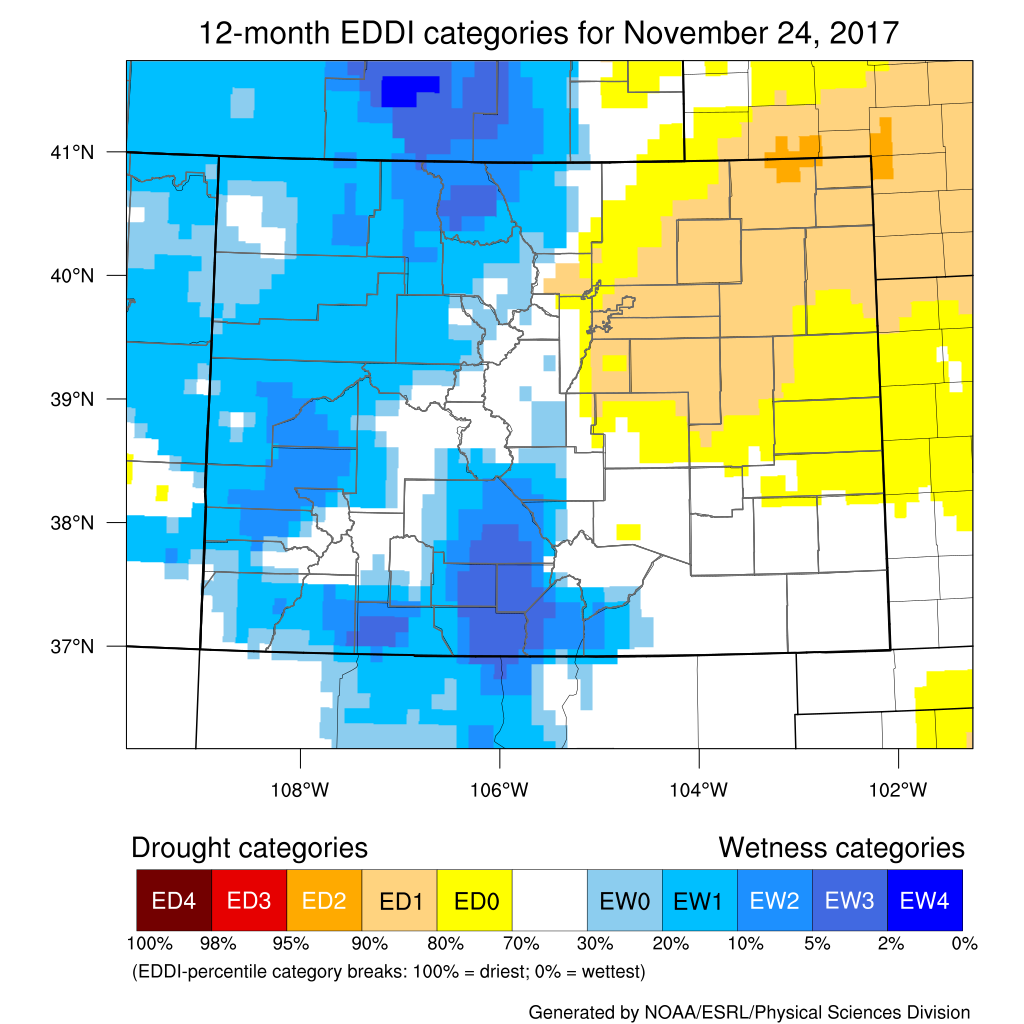 12-month EDDI categories for November 24, 2017
41°N
40°N
39°N
38°N
37°N
108°W 106°W 104°W 102°W
Drought categories Wetness categories
ED4 ED3 ED2 ED1 ED0 EW0 EW1 EW2 EW3 EW4
100% 98% 95% 90% 80% 70% 30% 20% 10% 5% 2% 0%
(EDDI-percentile category breaks: 100% = driest; 0% = wettest)
Generated by NOAA/ESRL/Physical Sciences Division